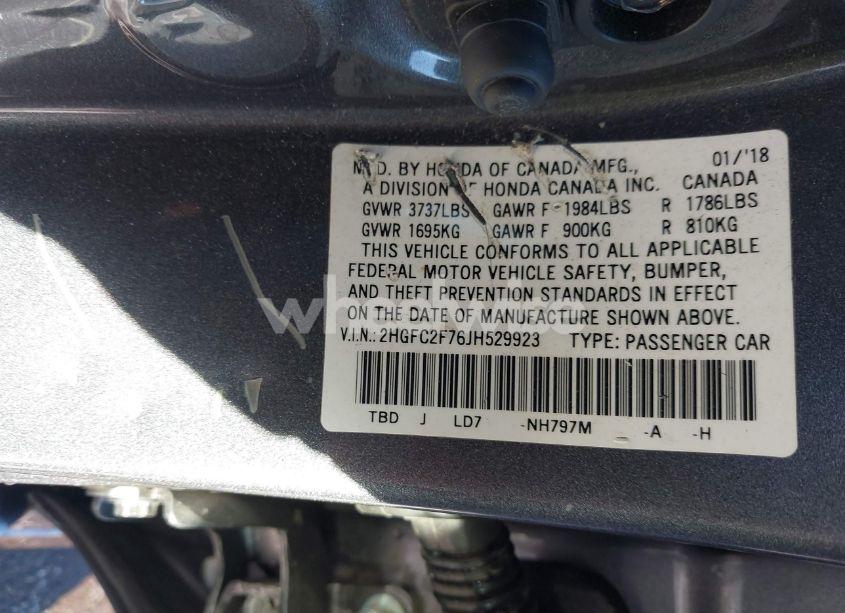 MFD. BY HONDA OF CANADA MFG., 01/'18
A DIVISION OF HONDA CANADA INC. CANADA
GVWR 3737LBS GAWR F 1984LBS R 1786LBS
GVWR 1695KG GAWR F 900KG R 810KG
THIS VEHICLE CONFORMS TO ALL APPLICABLE
FEDERAL MOTOR VEHICLE SAFETY, BUMPER,
AND THEFT PREVENTION STANDARDS IN EFFECT
ON THE DATE OF MANUFACTURE SHOWN ABOVE.
V.I.N.: 2HGFC2F76JH529923 TYPE: PASSENGER CAR
TBD J LD7 -NH797M _ -A -H
wheelwise